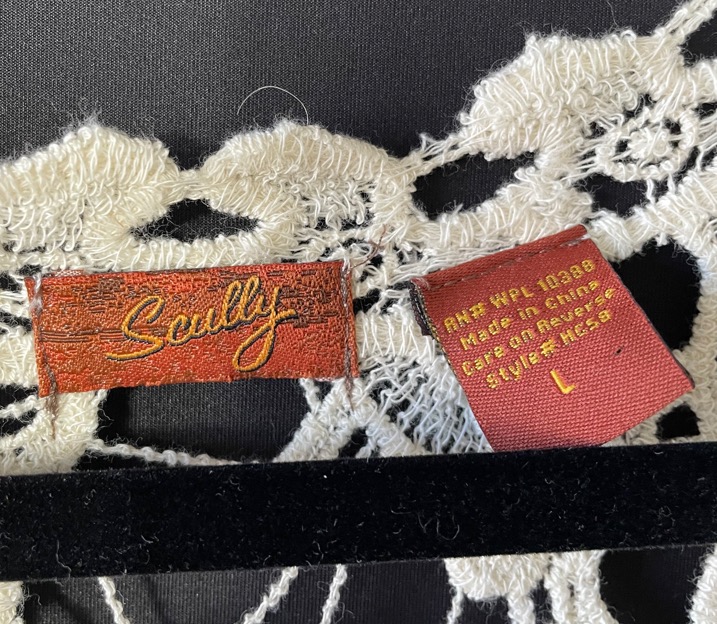 Scully
RN# WPL 10388
Made in China
Care on Reverse
Style# HC58
L